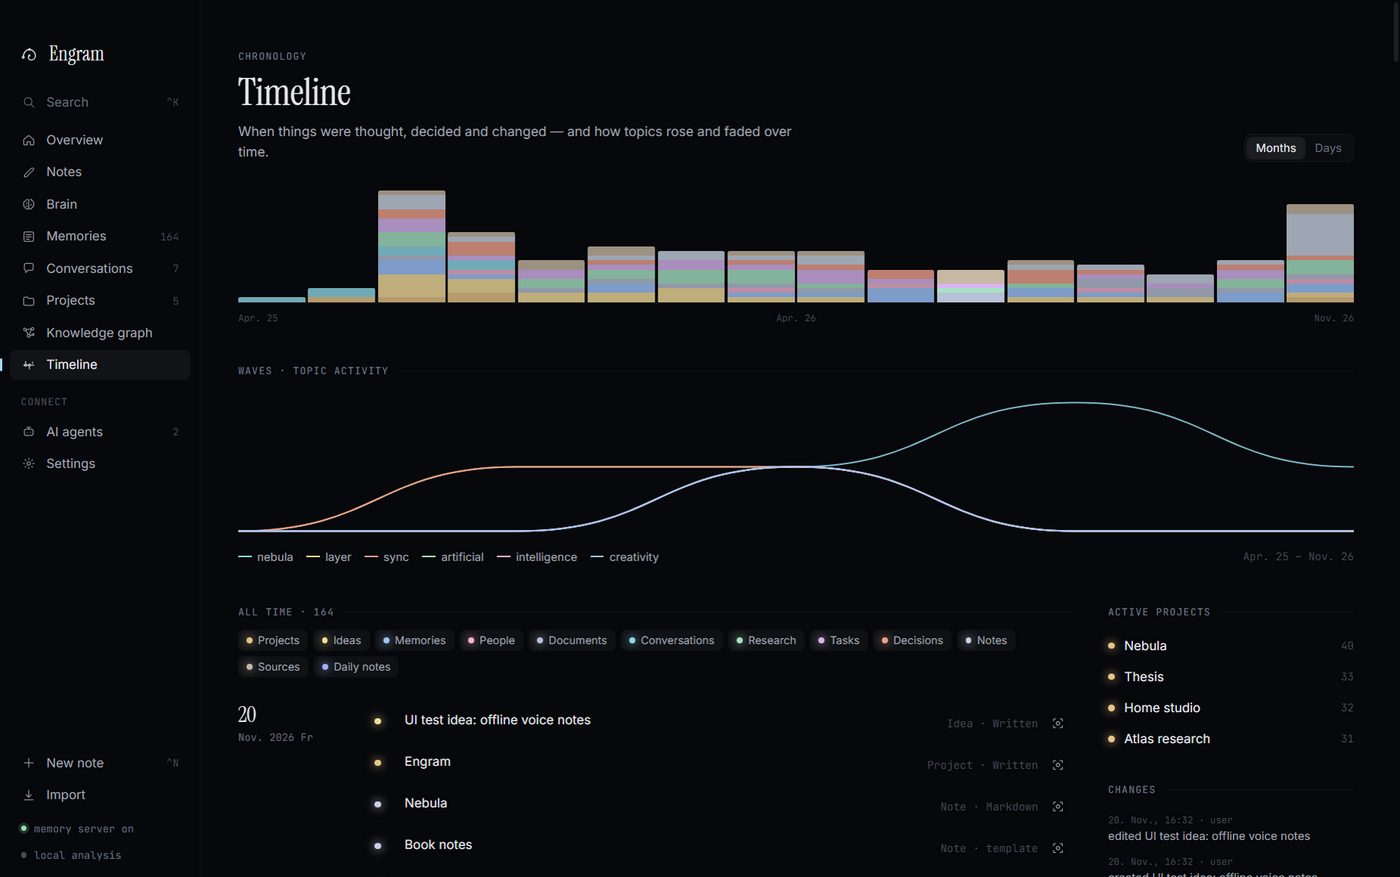 Engram
Search ^K
Overview
Notes
Brain
Memories 164
Conversations 7
Projects 5
Knowledge graph
Timeline
CONNECT
AI agents 2
Settings
New note ^N
Import
memory server on
local analysis
CHRONOLOGY
Timeline
When things were thought, decided and changed — and how topics rose and faded over
time.
Months Days
Apr. 25 Apr. 26 Nov. 26
WAVES · TOPIC ACTIVITY
nebula layer sync artificial intelligence creativity Apr. 25 – Nov. 26
ALL TIME · 164
Projects Ideas Memories People Documents Conversations Research Tasks Decisions Notes
Sources Daily notes
20
Nov. 2026 Fr
UI test idea: offline voice notes Idea · Written
Engram Project · Written
Nebula Note · Markdown
Book notes Note · template
ACTIVE PROJECTS
Nebula 40
Thesis 33
Home studio 32
Atlas research 31
CHANGES
20. Nov., 16:32 · user
edited UI test idea: offline voice notes
20. Nov., 16:32 · user
created UI test idea: offline voice notes